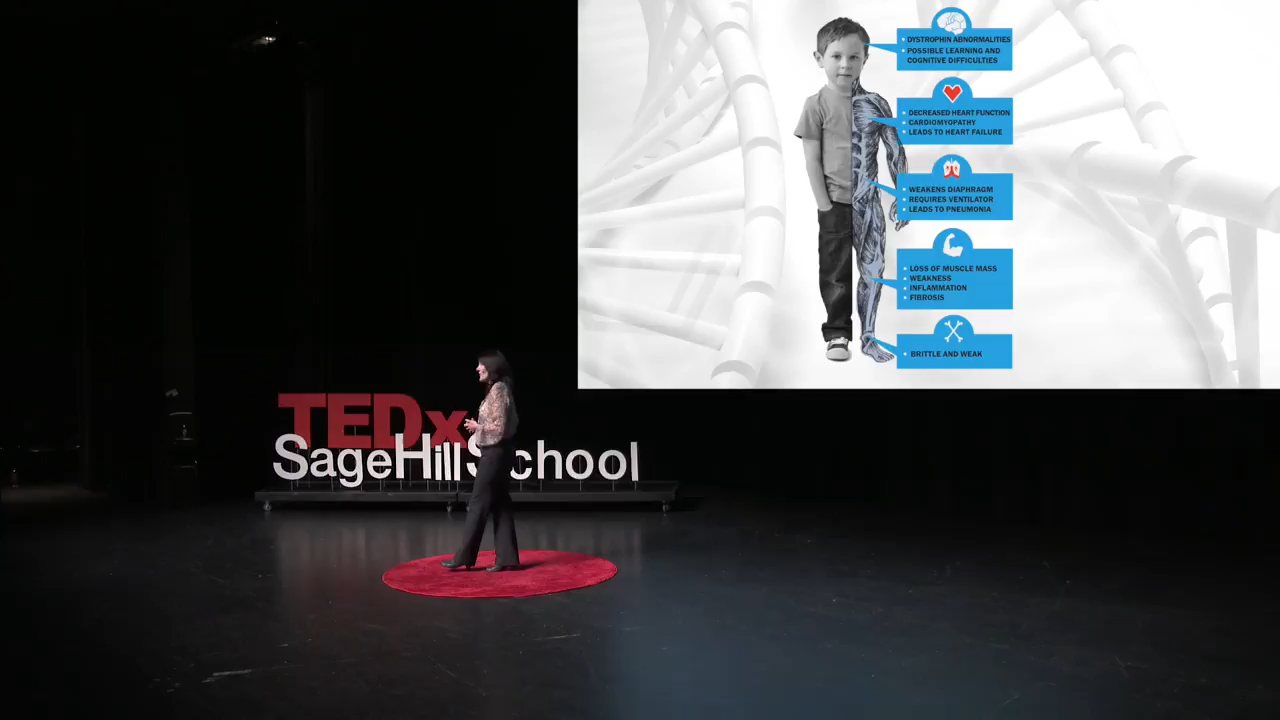 DYSTROPHIN ABNORMALITIES
POSSIBLE LEARNING AND
COGNITIVE DIFFICULTIES
DECREASED HEART FUNCTION
CARDIOMYOPATHY
LEADS TO HEART FAILURE
WEAKENS DIAPHRAGM
REQUIRES VENTILATOR
LEADS TO PNEUMONIA
LOSS OF MUSCLE MASS
WEAKNESS
INFLAMMATION
FIBROSIS
BRITTLE AND WEAK
TEDx
SageHillSchool